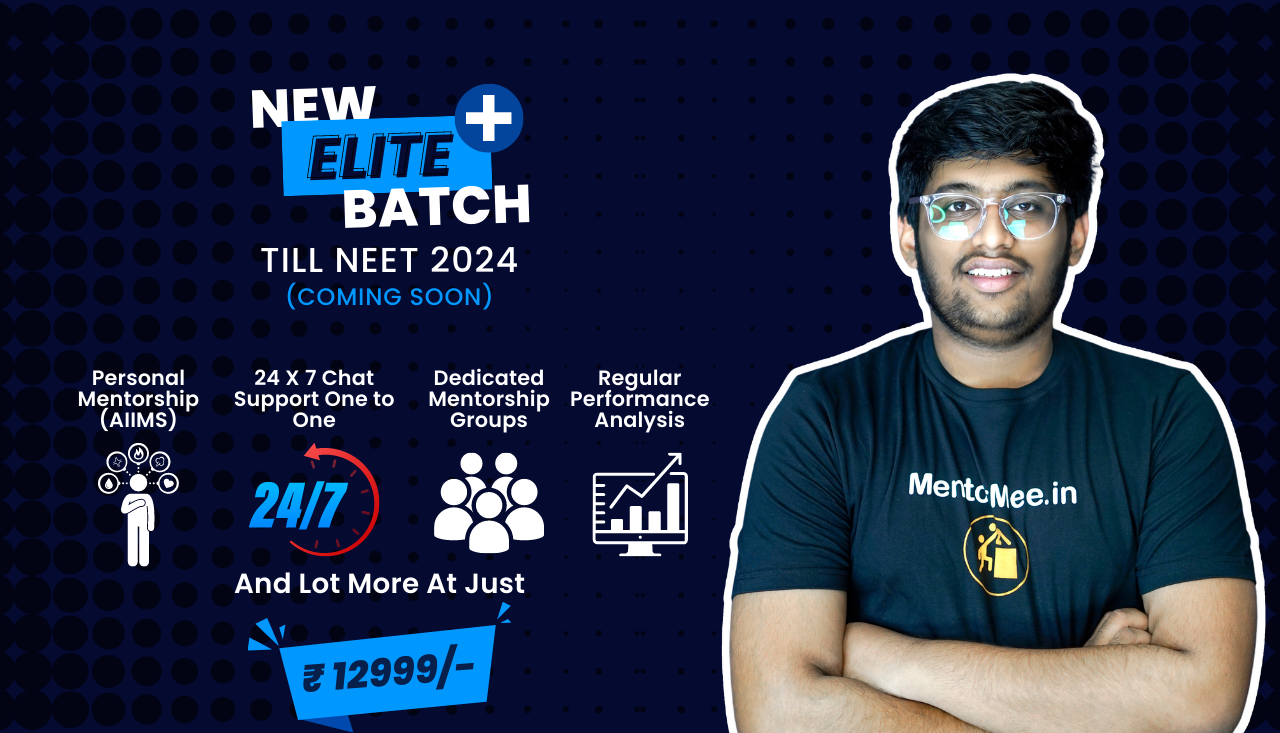 NEW
ELITE
BATCH
TILL NEET 2024
(COMING SOON)
Personal
Mentorship
(AIIMS)
24 X 7 Chat
Support One to
One
24/7
Dedicated
Mentorship
Groups
Regular
Performance
Analysis
And Lot More At Just
₹ 12999/-
MentoMee.in